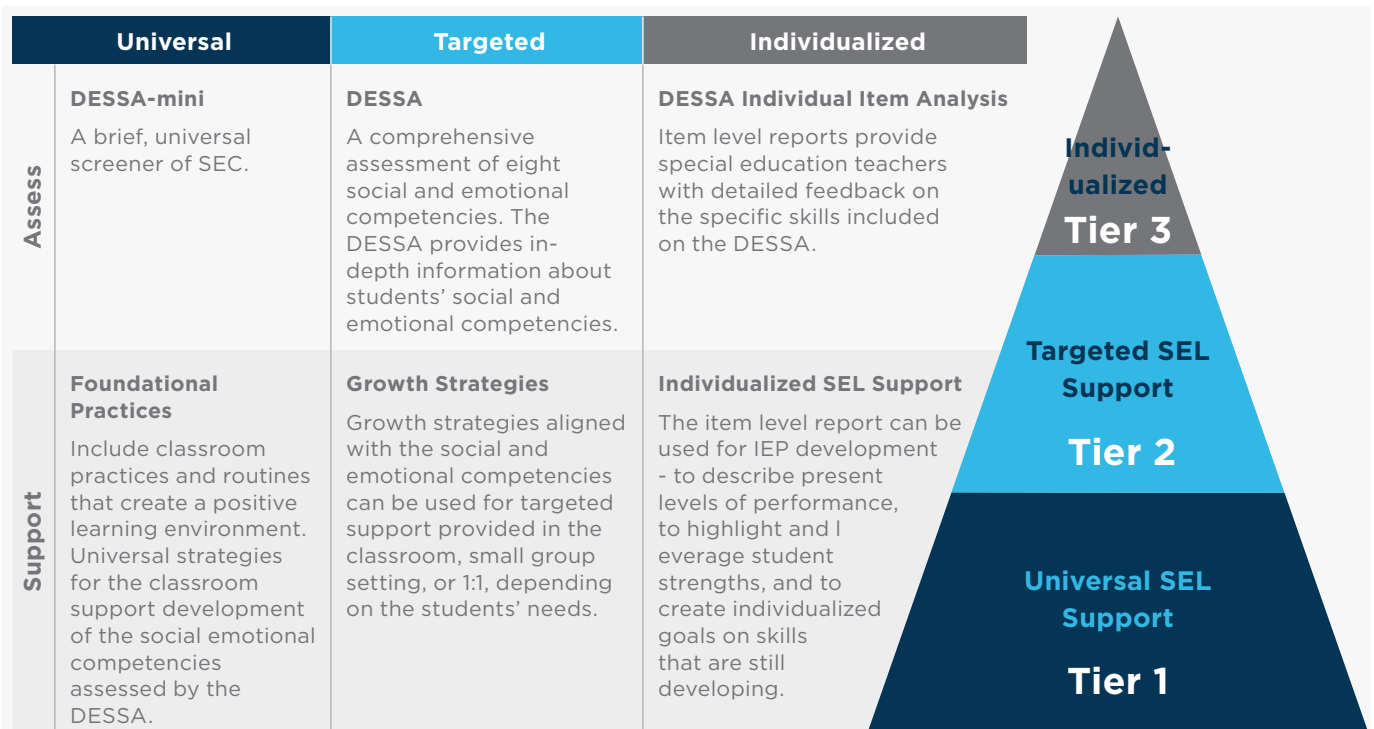 Universal
Targeted
Individualized
Assess
DESSA-mini
A brief, universal
screener of SEC.
DESSA
A comprehensive
assessment of eight
social and emotional
competencies. The
DESSA provides in-
depth information about
students’ social and
emotional competencies.
DESSA Individual Item Analysis
Item level reports provide
special education teachers
with detailed feedback on
the specific skills included
on the DESSA.
Support
Foundational
Practices
Include classroom
practices and routines
that create a positive
learning environment.
Universal strategies
for the classroom
support development
of the social emotional
competencies
assessed by the
DESSA.
Growth Strategies
Growth strategies aligned
with the social and
emotional competencies
can be used for targeted
support provided in the
classroom, small group
setting, or 1:1, depending
on the students’ needs.
Individualized SEL Support
The item level report can be
used for IEP development
- to describe present
levels of performance,
to highlight and l
everage student
strengths, and to
create individualized
goals on skills
that are still
developing.
Individ-
ualized
Tier 3
Targeted SEL
Support
Tier 2
Universal SEL
Support
Tier 1